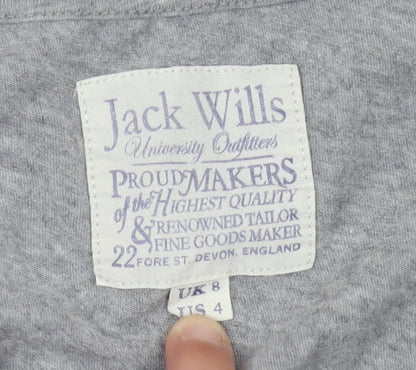 Jack Wills
University Outfitters
PROUD MAKERS
of the HIGHEST QUALITY
& RENOWNED TAILOR
FINE GOODS MAKER
22 FORE ST. DEVON, ENGLAND
UK 8
US 4